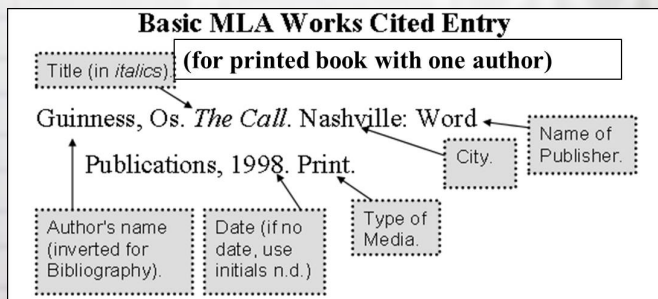 Basic MLA Works Cited Entry
(for printed book with one author)
Title (in italics).
Guinness, Os. The Call. Nashville: Word
Publications, 1998. Print.
Name of
Publisher.
City.
Author's name
(inverted for
Bibliography).
Date (if no
date, use
initials n.d.)
Type of
Media.